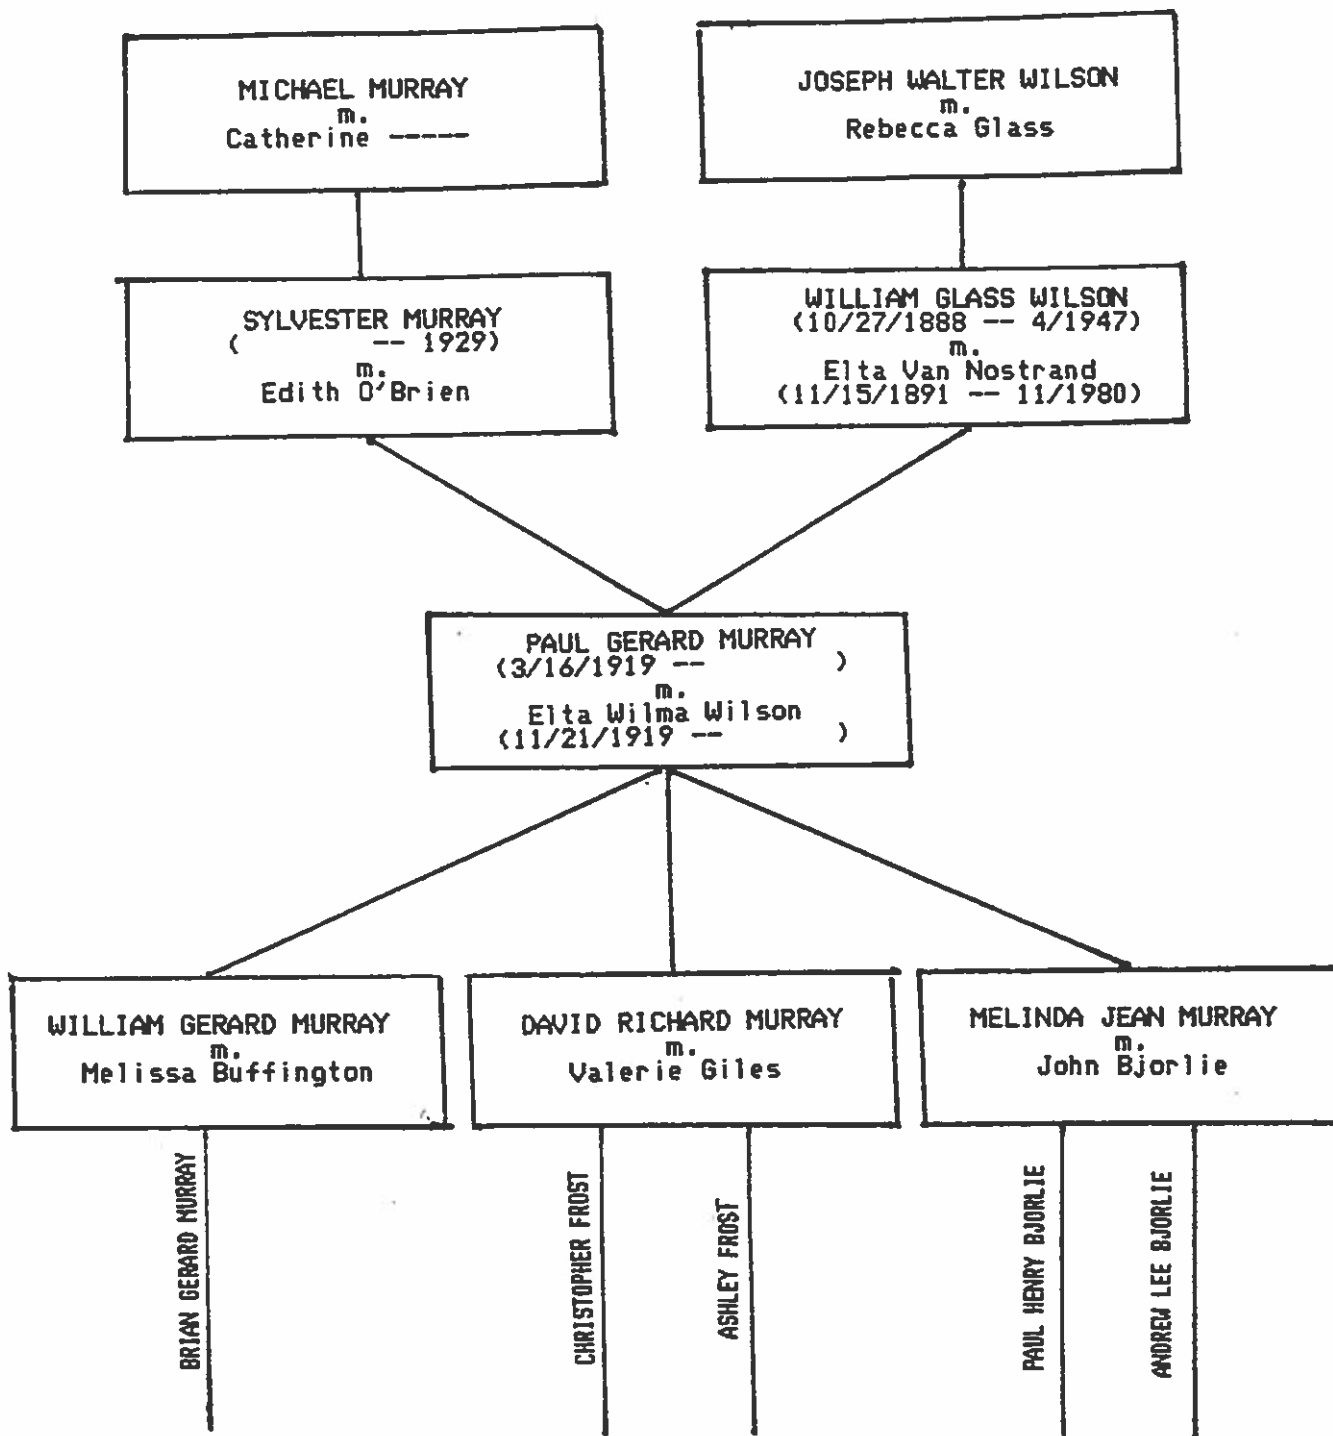 MICHAEL MURRAY
m.
Catherine -----
JOSEPH WALTER WILSON
m.
Rebecca Glass
SYLVESTER MURRAY
(         -- 1929)
m.
Edith O'Brien
WILLIAM GLASS WILSON
(10/27/1888 -- 4/1947)
m.
Elta Van Nostrand
(11/15/1891 -- 11/1980)
PAUL GERARD MURRAY
(3/16/1919 --         )
m.
Elta Wilma Wilson
(11/21/1919 --        )
WILLIAM GERARD MURRAY
m.
Melissa Buffington
DAVID RICHARD MURRAY
m.
Valerie Giles
MELINDA JEAN MURRAY
m.
John Bjorlie
BRIAN GERARD MURRAY
CHRISTOPHER FROST
ASHLEY FROST
PAUL HENRY BJORLIE
ANDREW LEE BJORLIE